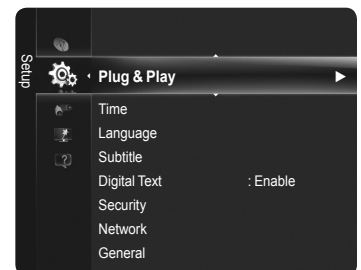 Setup
Plug & Play
Time
Language
Subtitle
Digital Text : Enable
Security
Network
General